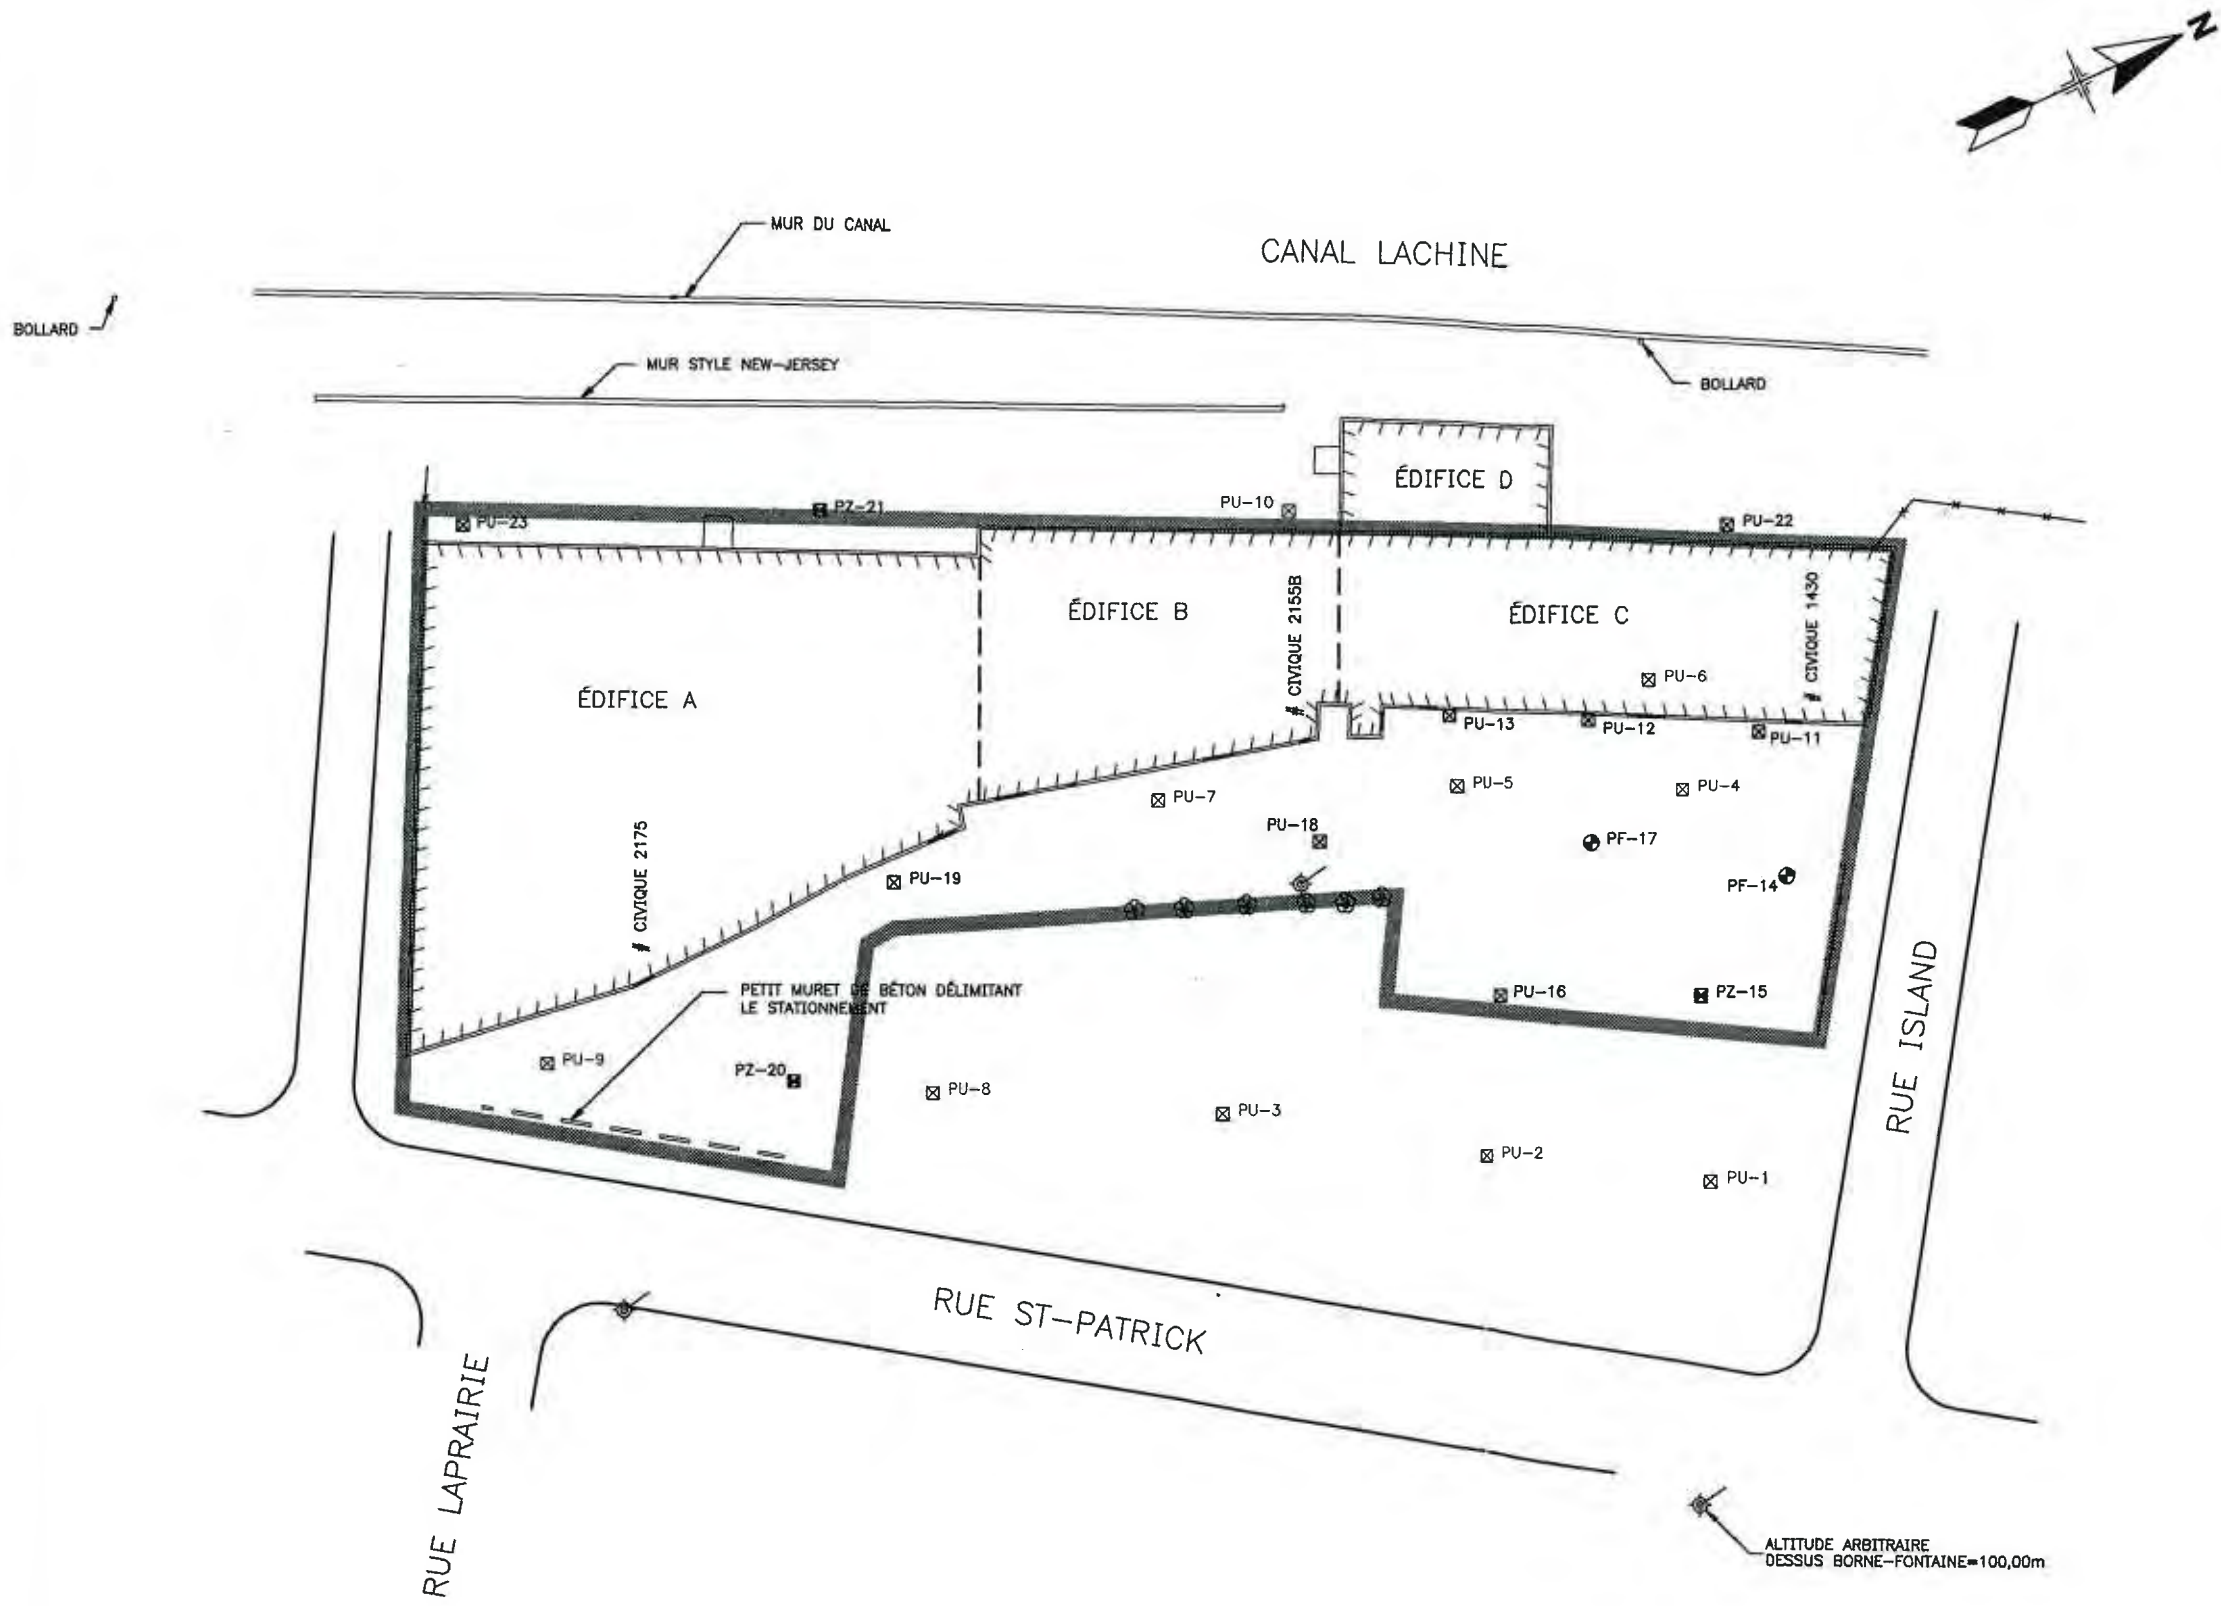 N
MUR DU CANAL
CANAL LACHINE
BOLLARD
MUR STYLE NEW-JERSEY
BOLLARD
ÉDIFICE D
PU-23
PZ-21
PU-10
PU-22
ÉDIFICE A
ÉDIFICE B
# CIVIQUE 2155B
ÉDIFICE C
# CIVIQUE 1430
PU-6
PU-13
PU-12
PU-11
PU-7
PU-5
PU-4
PU-18
PF-17
# CIVIQUE 2175
PU-19
PF-14
PETIT MURET DE BÉTON DÉLIMITANT
LE STATIONNEMENT
PU-16
PZ-15
PU-9
PZ-20
PU-8
PU-3
PU-2
PU-1
RUE ISLAND
RUE ST-PATRICK
RUE LAPRAIRIE
ALTITUDE ARBITRAIRE
DESSUS BORNE-FONTAINE=100,00m